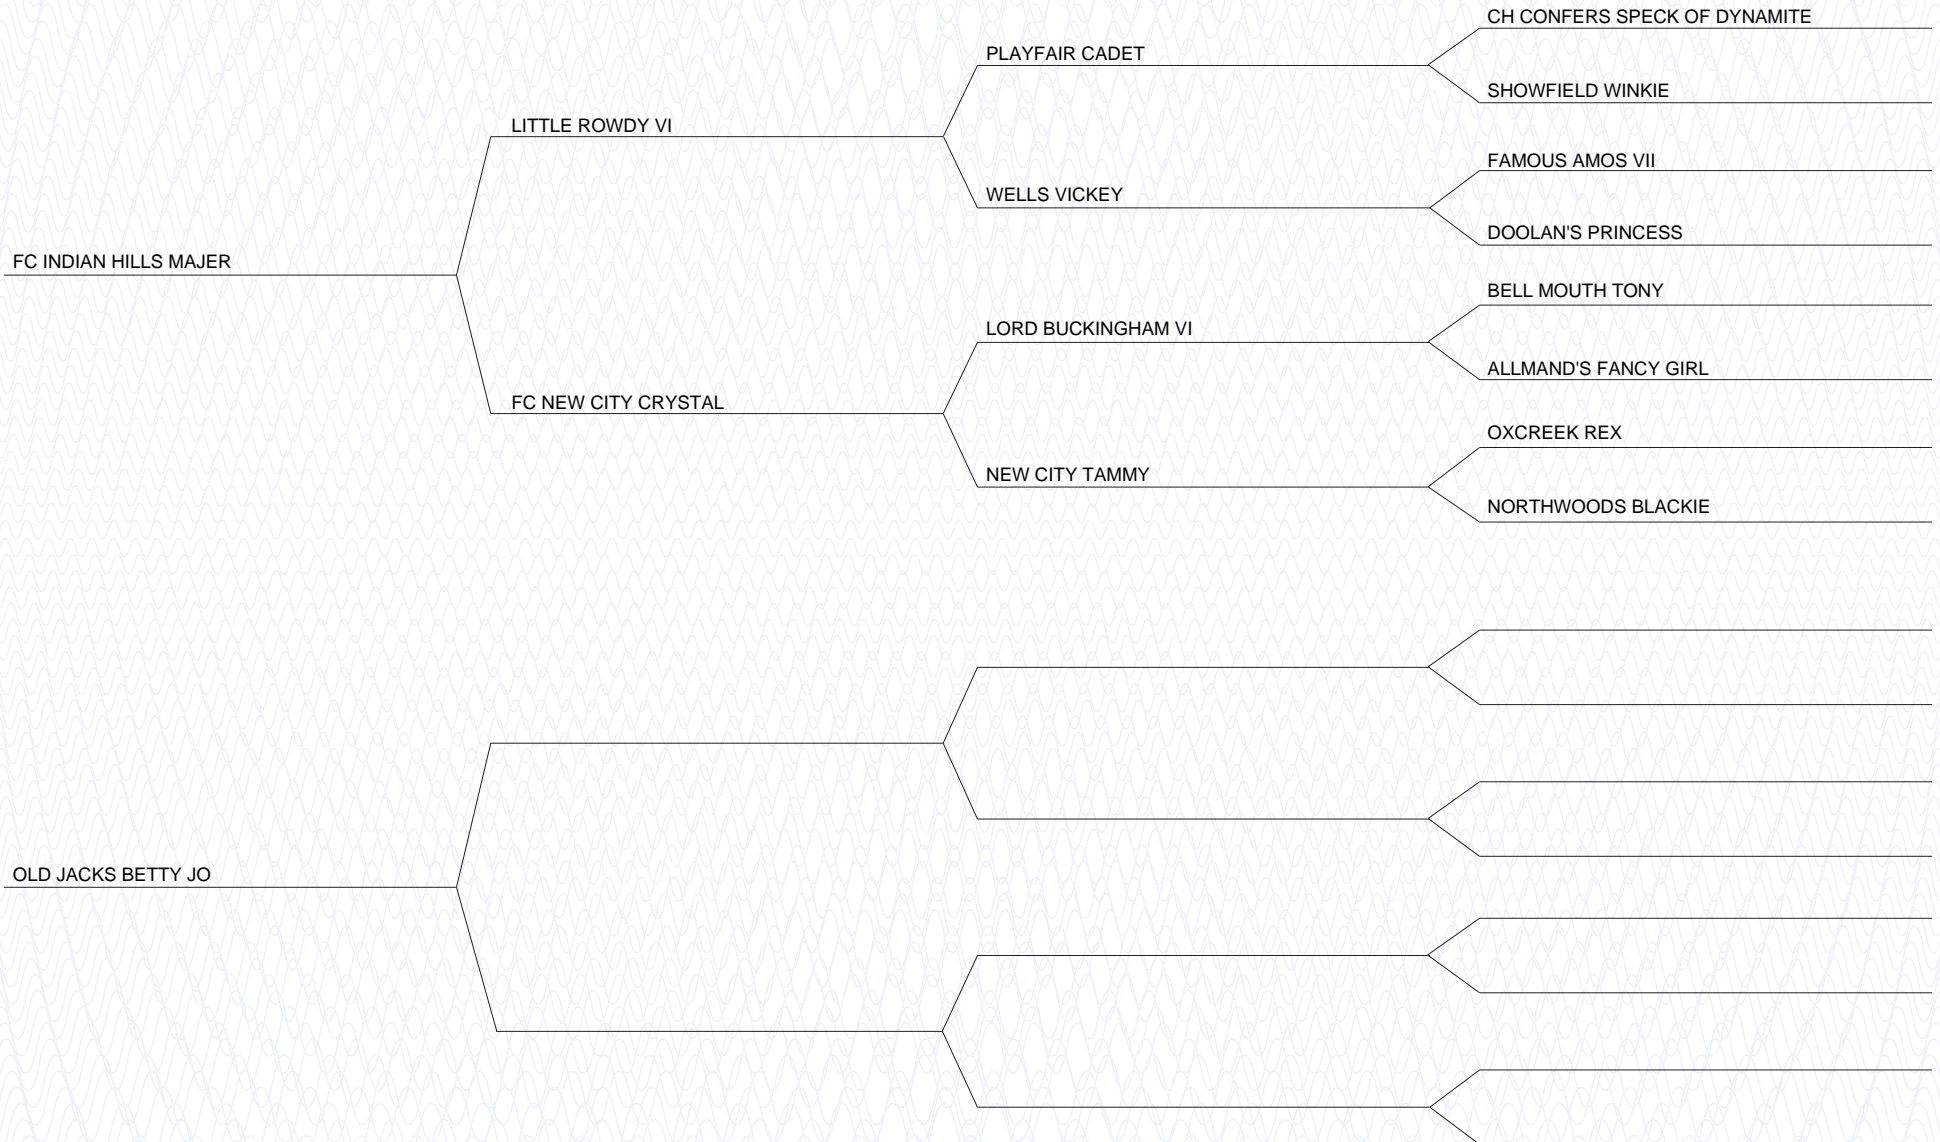 CH CONFERS SPECK OF DYNAMITE
PLAYFAIR CADET
SHOWFIELD WINKIE
LITTLE ROWDY VI
FAMOUS AMOS VII
WELLS VICKEY
DOOLAN'S PRINCESS
FC INDIAN HILLS MAJER
BELL MOUTH TONY
LORD BUCKINGHAM VI
ALLMAND'S FANCY GIRL
FC NEW CITY CRYSTAL
OXCREEK REX
NEW CITY TAMMY
NORTHWOODS BLACKIE
OLD JACKS BETTY JO